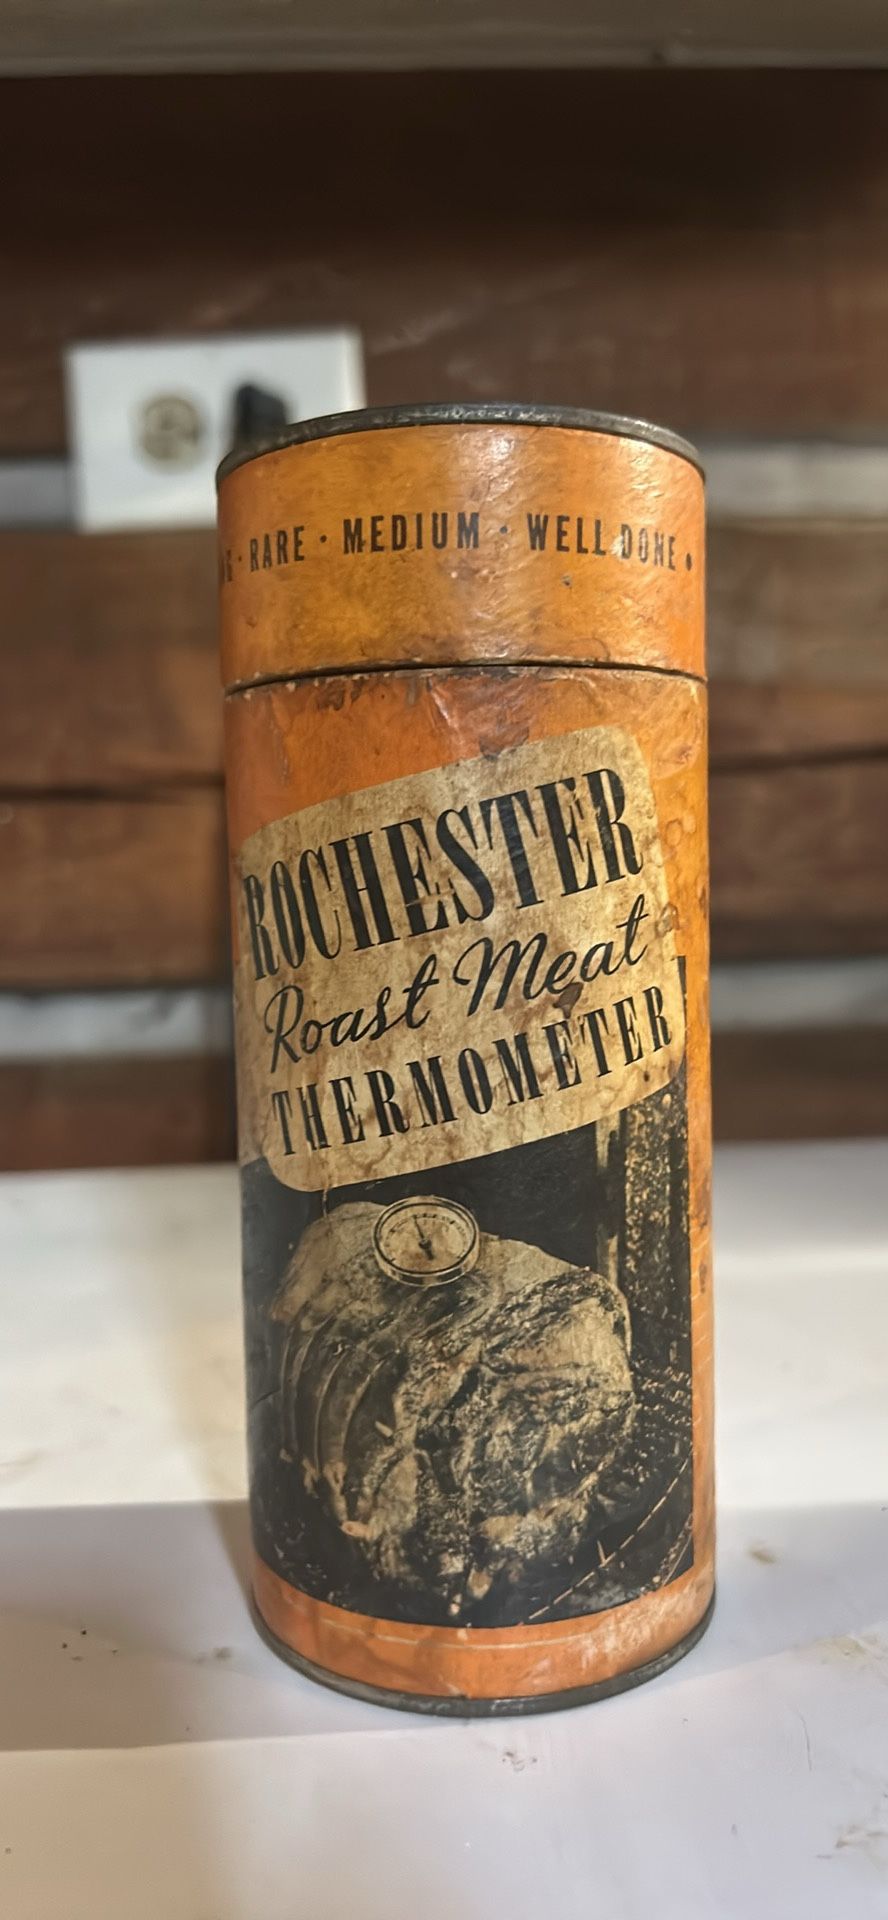 · RARE · MEDIUM · WELL DONE ·
ROCHESTER
Roast Meat
THERMOMETER